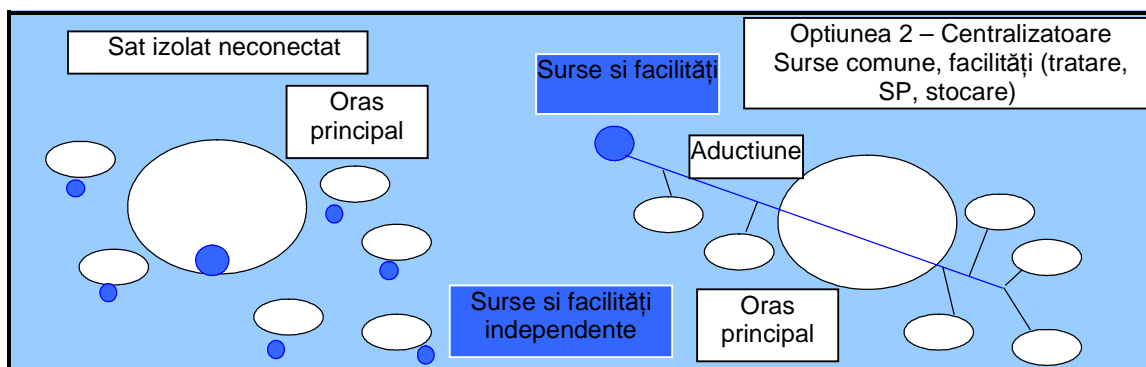 Sat izolat neconectat
Oras
principal
Surse si facilități
Optiunea 2 – Centralizatoare
Surse comune, facilități (tratare,
SP, stocare)
Aductiune
Surse si facilități
independente
Oras
principal